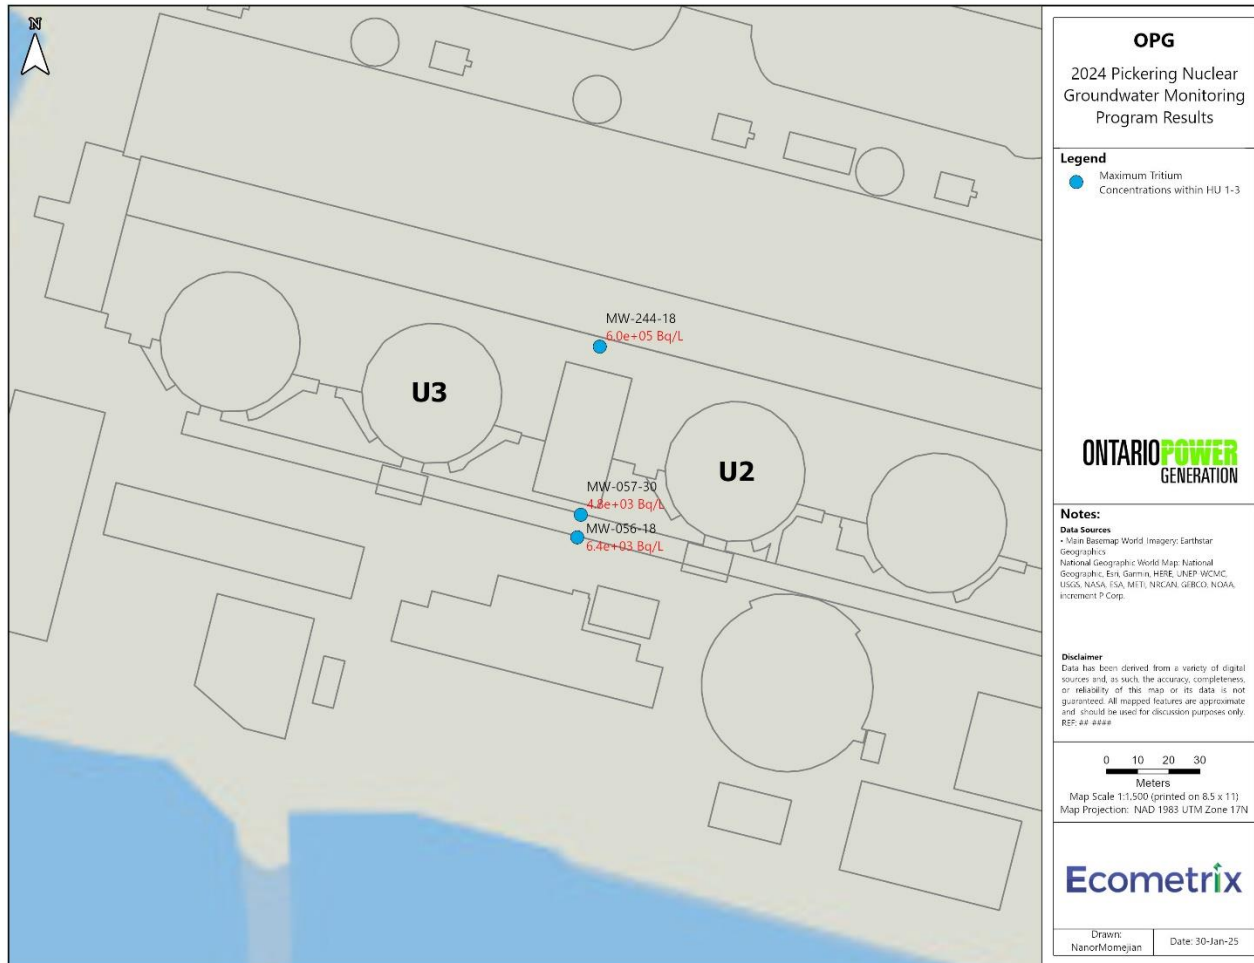 N
MW-244-18
6.0e+05 Bq/L
U3
U2
MW-057-30
4.8e+03 Bq/L
MW-056-18
6.4e+03 Bq/L
OPG
2024 Pickering Nuclear
Groundwater Monitoring
Program Results
Legend
Maximum Tritium
Concentrations within HU 1-3
ONTARIOPOWER
GENERATION
Notes:
Data Sources
• Main Basemap World Imagery: Earthstar
Geographics
National Geographic World Map: National
Geographic, Esri, Garmin, HERE, UNEP-WCMC,
USGS, NASA, ESA, METI, NRCAN, GEBCO, NOAA,
increment P Corp.
Disclaimer
Data has been derived from a variety of digital
sources and, as such, the accuracy, completeness,
or reliability of this map or its data is not
guaranteed. All mapped features are approximate
and should be used for discussion purposes only.
REF: ##-####
0 10 20 30
Meters
Map Scale 1:1,500 (printed on 8.5 x 11)
Map Projection: NAD 1983 UTM Zone 17N
Ecometrix
Drawn:
NanorMomejian
Date: 30-Jan-25